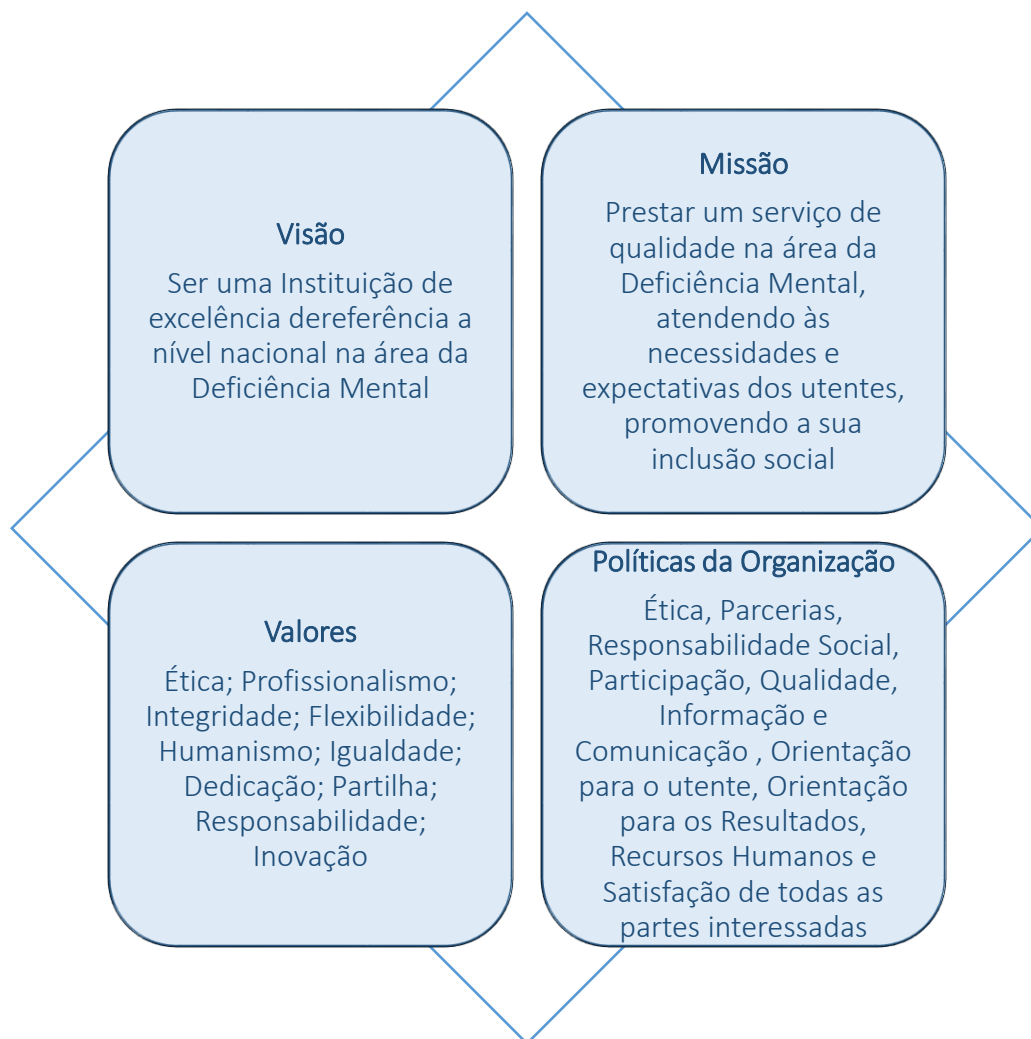 Visão
Ser uma Instituição de
excelência dereferência a
nível nacional na área da
Deficiência Mental
Missão
Prestar um serviço de
qualidade na área da
Deficiência Mental,
atendendo às
necessidades e
expectativas dos utentes,
promovendo a sua
inclusão social
Valores
Ética; Profissionalismo;
Integridade; Flexibilidade;
Humanismo; Igualdade;
Dedicação; Partilha;
Responsabilidade;
Inovação
Políticas da Organização
Ética, Parcerias,
Responsabilidade Social,
Participação, Qualidade,
Informação e
Comunicação , Orientação
para o utente, Orientação
para os Resultados,
Recursos Humanos e
Satisfação de todas as
partes interessadas